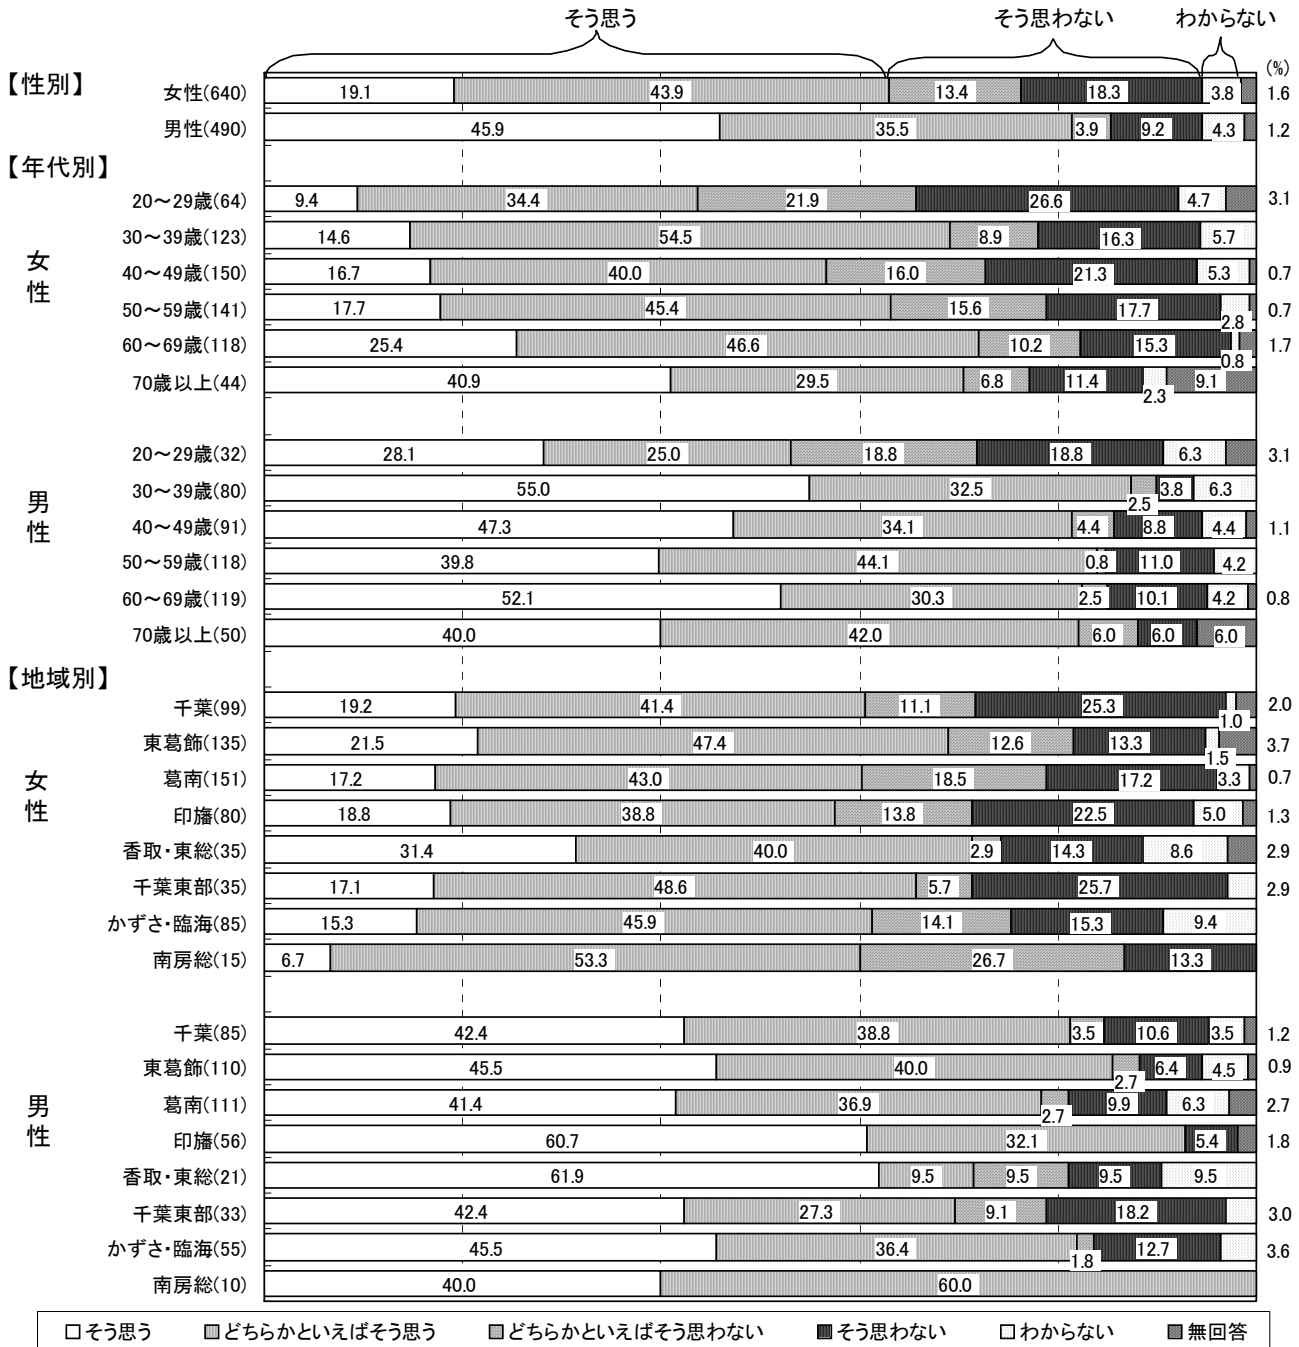 そう思う そう思わない わからない
(%)
【性別】
女性(640) 19.1 43.9 13.4 18.3 3.8 1.6
男性(490) 45.9 35.5 3.9 9.2 4.3 1.2
【年代別】
女性
20～29歳(64) 9.4 34.4 21.9 26.6 4.7 3.1
30～39歳(123) 14.6 54.5 8.9 16.3 5.7
40～49歳(150) 16.7 40.0 16.0 21.3 5.3 0.7
50～59歳(141) 17.7 45.4 15.6 17.7 2.8 0.7
60～69歳(118) 25.4 46.6 10.2 15.3 0.8 1.7
70歳以上(44) 40.9 29.5 6.8 11.4 2.3 9.1
男性
20～29歳(32) 28.1 25.0 18.8 18.8 6.3 3.1
30～39歳(80) 55.0 32.5 2.5 3.8 6.3
40～49歳(91) 47.3 34.1 4.4 8.8 4.4 1.1
50～59歳(118) 39.8 44.1 0.8 11.0 4.2
60～69歳(119) 52.1 30.3 2.5 10.1 4.2 0.8
70歳以上(50) 40.0 42.0 6.0 6.0 6.0
【地域別】
女性
千葉(99) 19.2 41.4 11.1 25.3 1.0 2.0
東葛飾(135) 21.5 47.4 12.6 13.3 1.5 3.7
葛南(151) 17.2 43.0 18.5 17.2 3.3 0.7
印旛(80) 18.8 38.8 13.8 22.5 5.0 1.3
香取・東総(35) 31.4 40.0 2.9 14.3 8.6 2.9
千葉東部(35) 17.1 48.6 5.7 25.7 2.9
かずさ・臨海(85) 15.3 45.9 14.1 15.3 9.4
南房総(15) 6.7 53.3 26.7 13.3
男性
千葉(85) 42.4 38.8 3.5 10.6 3.5 1.2
東葛飾(110) 45.5 40.0 2.7 6.4 4.5 0.9
葛南(111) 41.4 36.9 2.7 9.9 6.3 2.7
印旛(56) 60.7 32.1 5.4 1.8
香取・東総(21) 61.9 9.5 9.5 9.5 9.5
千葉東部(33) 42.4 27.3 9.1 18.2 3.0
かずさ・臨海(55) 45.5 36.4 1.8 12.7 3.6
南房総(10) 40.0 60.0
そう思う どちらかといえばそう思う どちらかといえばそう思わない そう思わない わからない 無回答